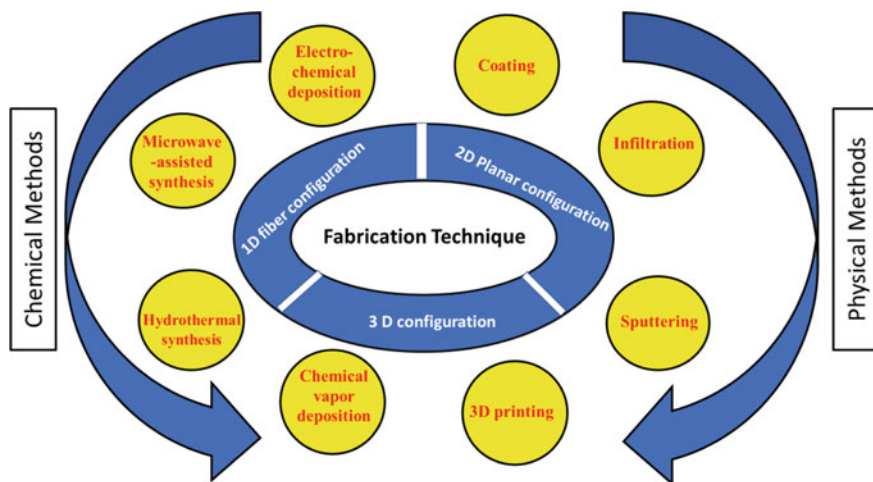 Chemical Methods
Electro-
chemical
deposition
Microwave
-assisted
synthesis
Hydrothermal
synthesis
Chemical
vapor
deposition
1D fiber configuration
2D Planar configuration
Fabrication Technique
3 D configuration
Coating
Infiltration
Sputtering
3D printing
Physical Methods